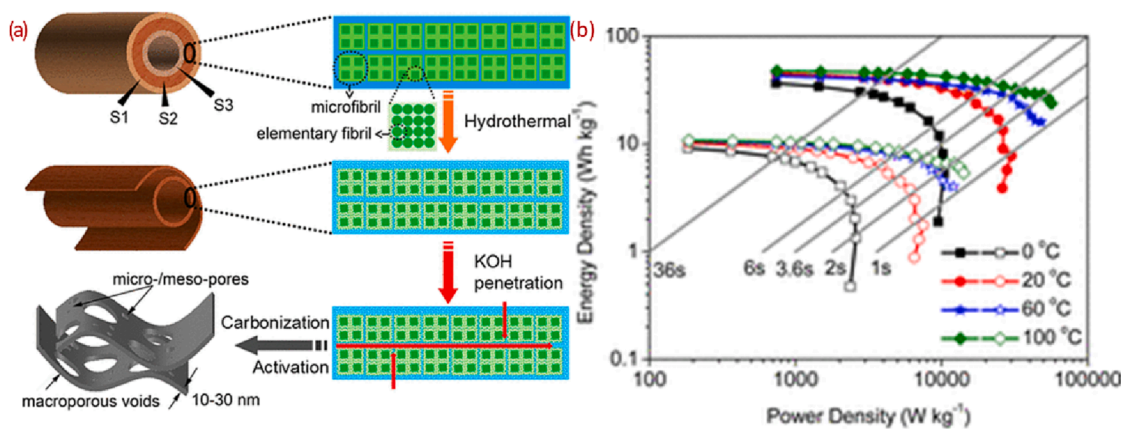 (a)
S1
S2
S3
microfibril
elementary fibril
Hydrothermal
KOH
penetration
micro-/meso-pores
Carbonization
Activation
macroporous voids
10-30 nm
(b)
Energy Density (Wh kg⁻¹)
100
10
1
0.1
36s
6s
3.6s
2s
1s
0 °C
20 °C
60 °C
100 °C
100
1000
10000
100000
Power Density (W kg⁻¹)